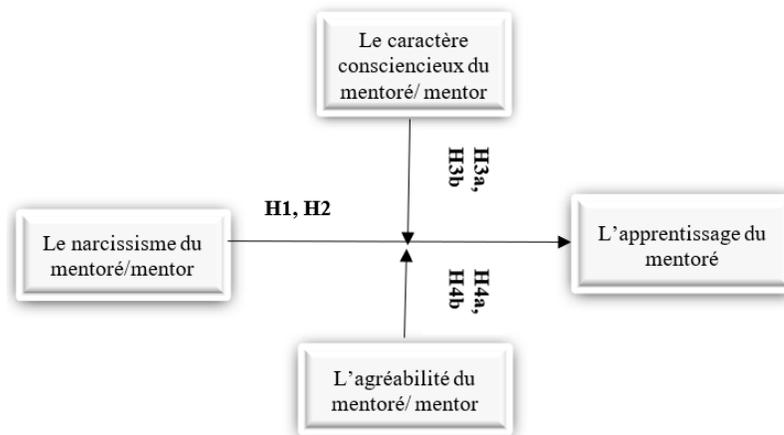 Le caractère
consciencieux du
mentoré/ mentor
H3a,
H3b
H1, H2
Le narcissisme du
mentoré/mentor
L’apprentissage du
mentoré
H4a,
H4b
L’agréabilité du
mentoré/ mentor